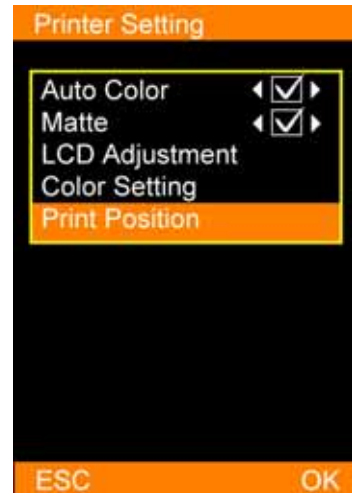 Printer Setting
Auto Color
Matte
LCD Adjustment
Color Setting
Print Position
ESC OK